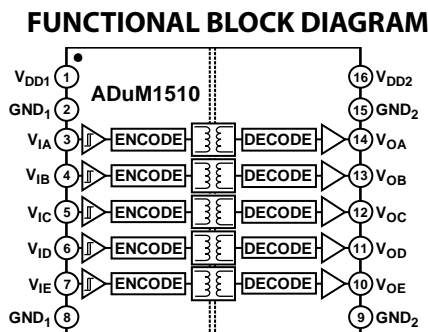 FUNCTIONAL BLOCK DIAGRAM
V_DD1 1 ADuM1510 16 V_DD2
GND_1 2 15 GND_2
V_IA 3 ENCODE DECODE 14 V_OA
V_IB 4 ENCODE DECODE 13 V_OB
V_IC 5 ENCODE DECODE 12 V_OC
V_ID 6 ENCODE DECODE 11 V_OD
V_IE 7 ENCODE DECODE 10 V_OE
GND_1 8 9 GND_2